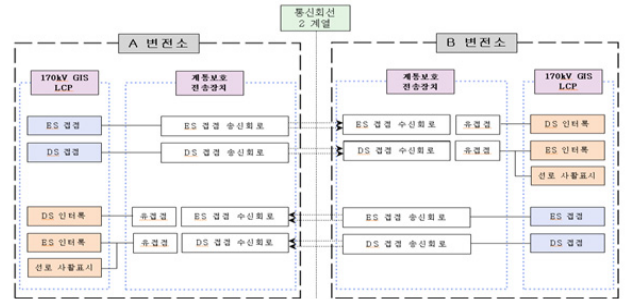 통신회선
2 계열
A 변전소
B 변전소
170kV GIS
LCP
계통보호
전송장치
계통보호
전송장치
170kV GIS
LCP
ES 접점
ES 접점 송신회로
ES 접점 수신회로
유접점
DS 인터록
DS 접점
DS 접점 송신회로
DS 접점 수신회로
유접점
ES 인터록
선로 사활표시
DS 인터록
유접점
ES 접점 수신회로
ES 접점 송신회로
ES 접점
ES 인터록
유접점
DS 접점 수신회로
DS 접점 송신회로
DS 접점
선로 사활표시